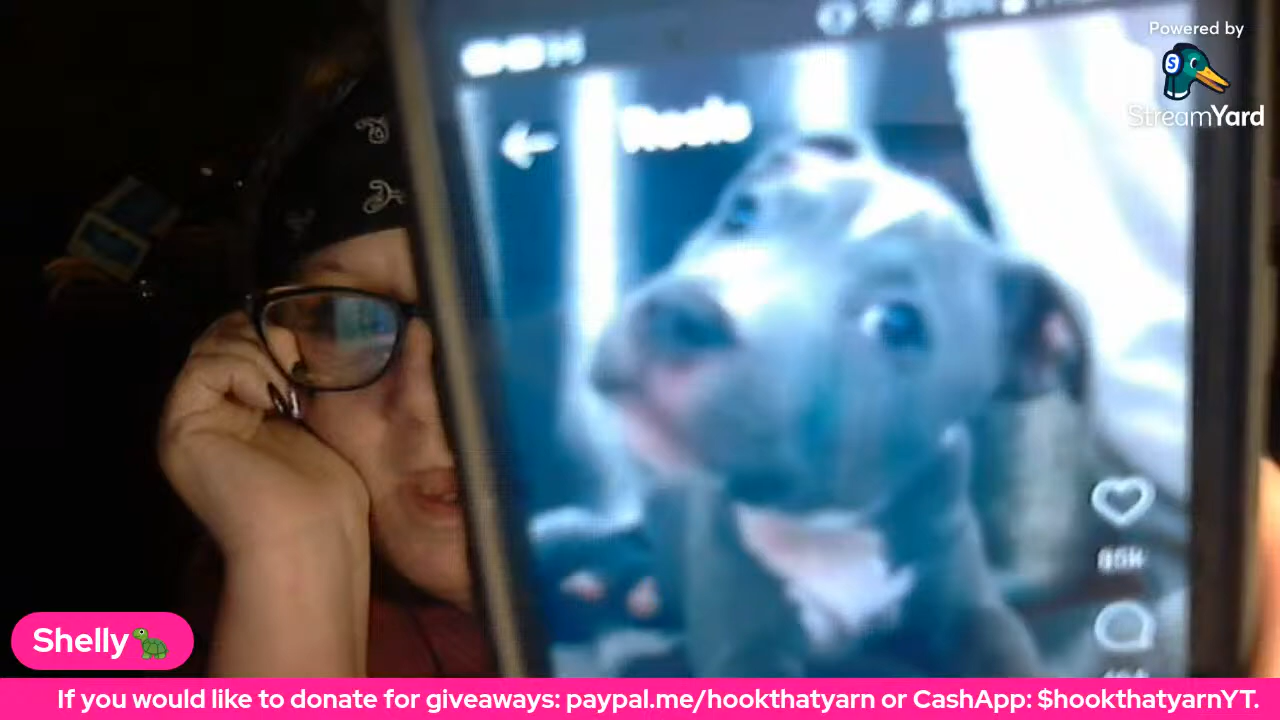 Powered by
StreamYard
Reels
85K
Shelly
If you would like to donate for giveaways: paypal.me/hookthatyarn or CashApp: $hookthatyarnYT.